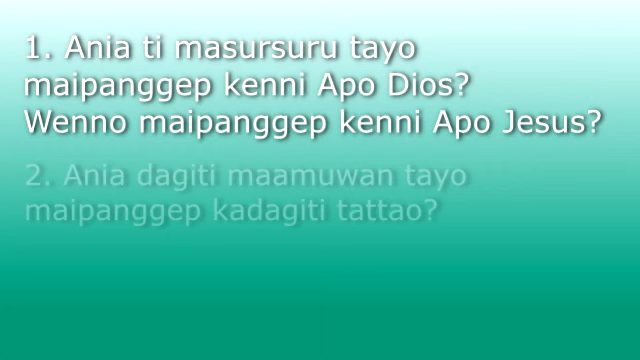 1. Ania ti masursuru tayo
maipanggep kenni Apo Dios?
Wenno maipanggep kenni Apo Jesus?
2. Ania dagiti maamuwan tayo
maipanggep kadagiti tattao?